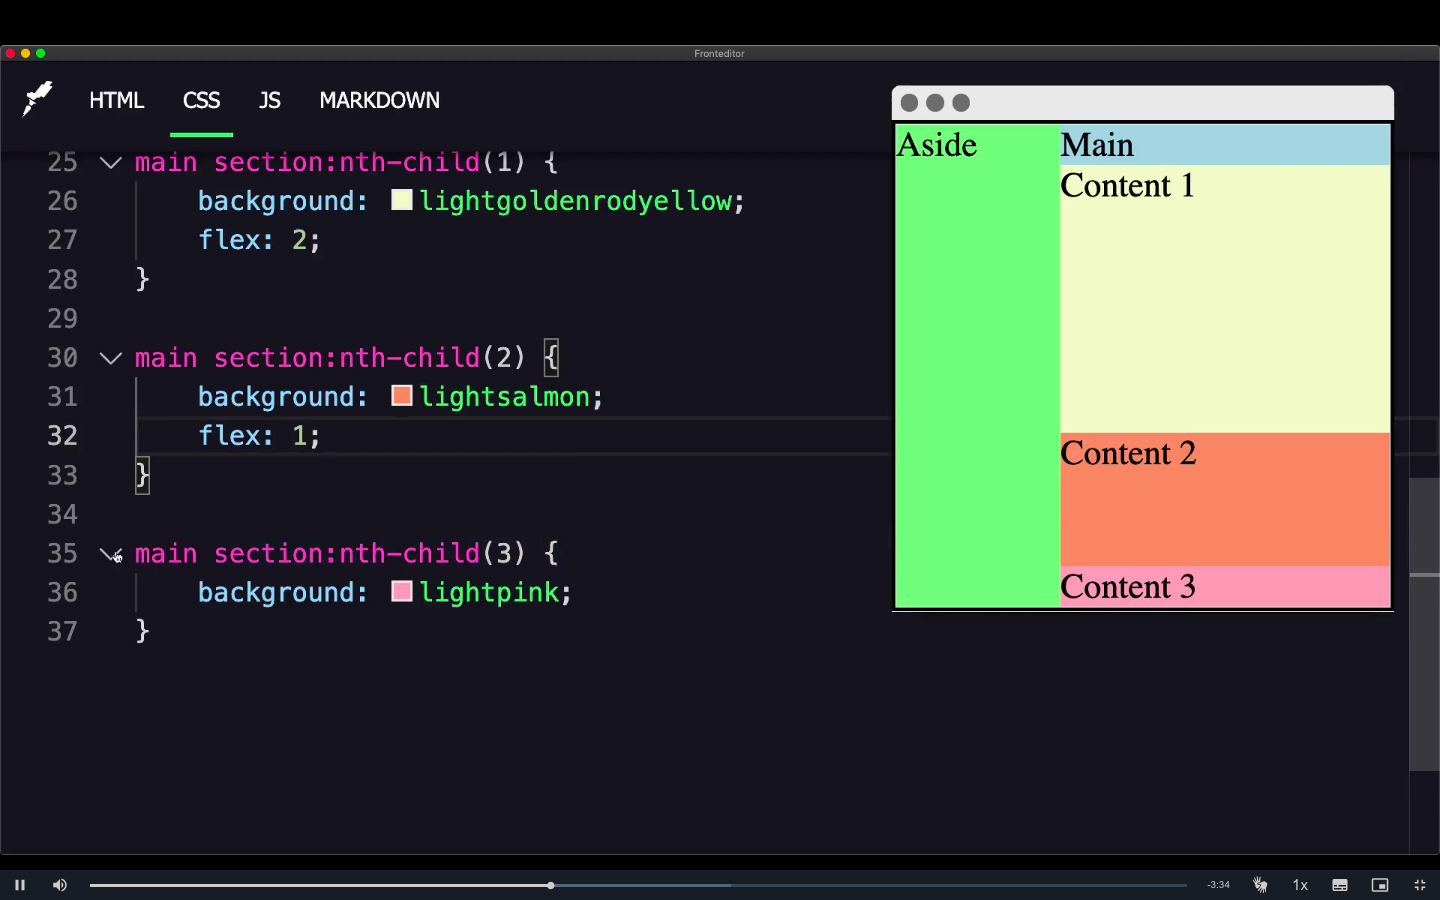 Fronteditor
HTML CSS JS MARKDOWN
25 main section:nth-child(1) {
26 background: lightgoldenrodyellow;
27 flex: 2;
28 }
29
30 main section:nth-child(2) {
31 background: lightsalmon;
32 flex: 1;
33 }
34
35 main section:nth-child(3) {
36 background: lightpink;
37 }
Aside
Main
Content 1
Content 2
Content 3
-3:34
1x